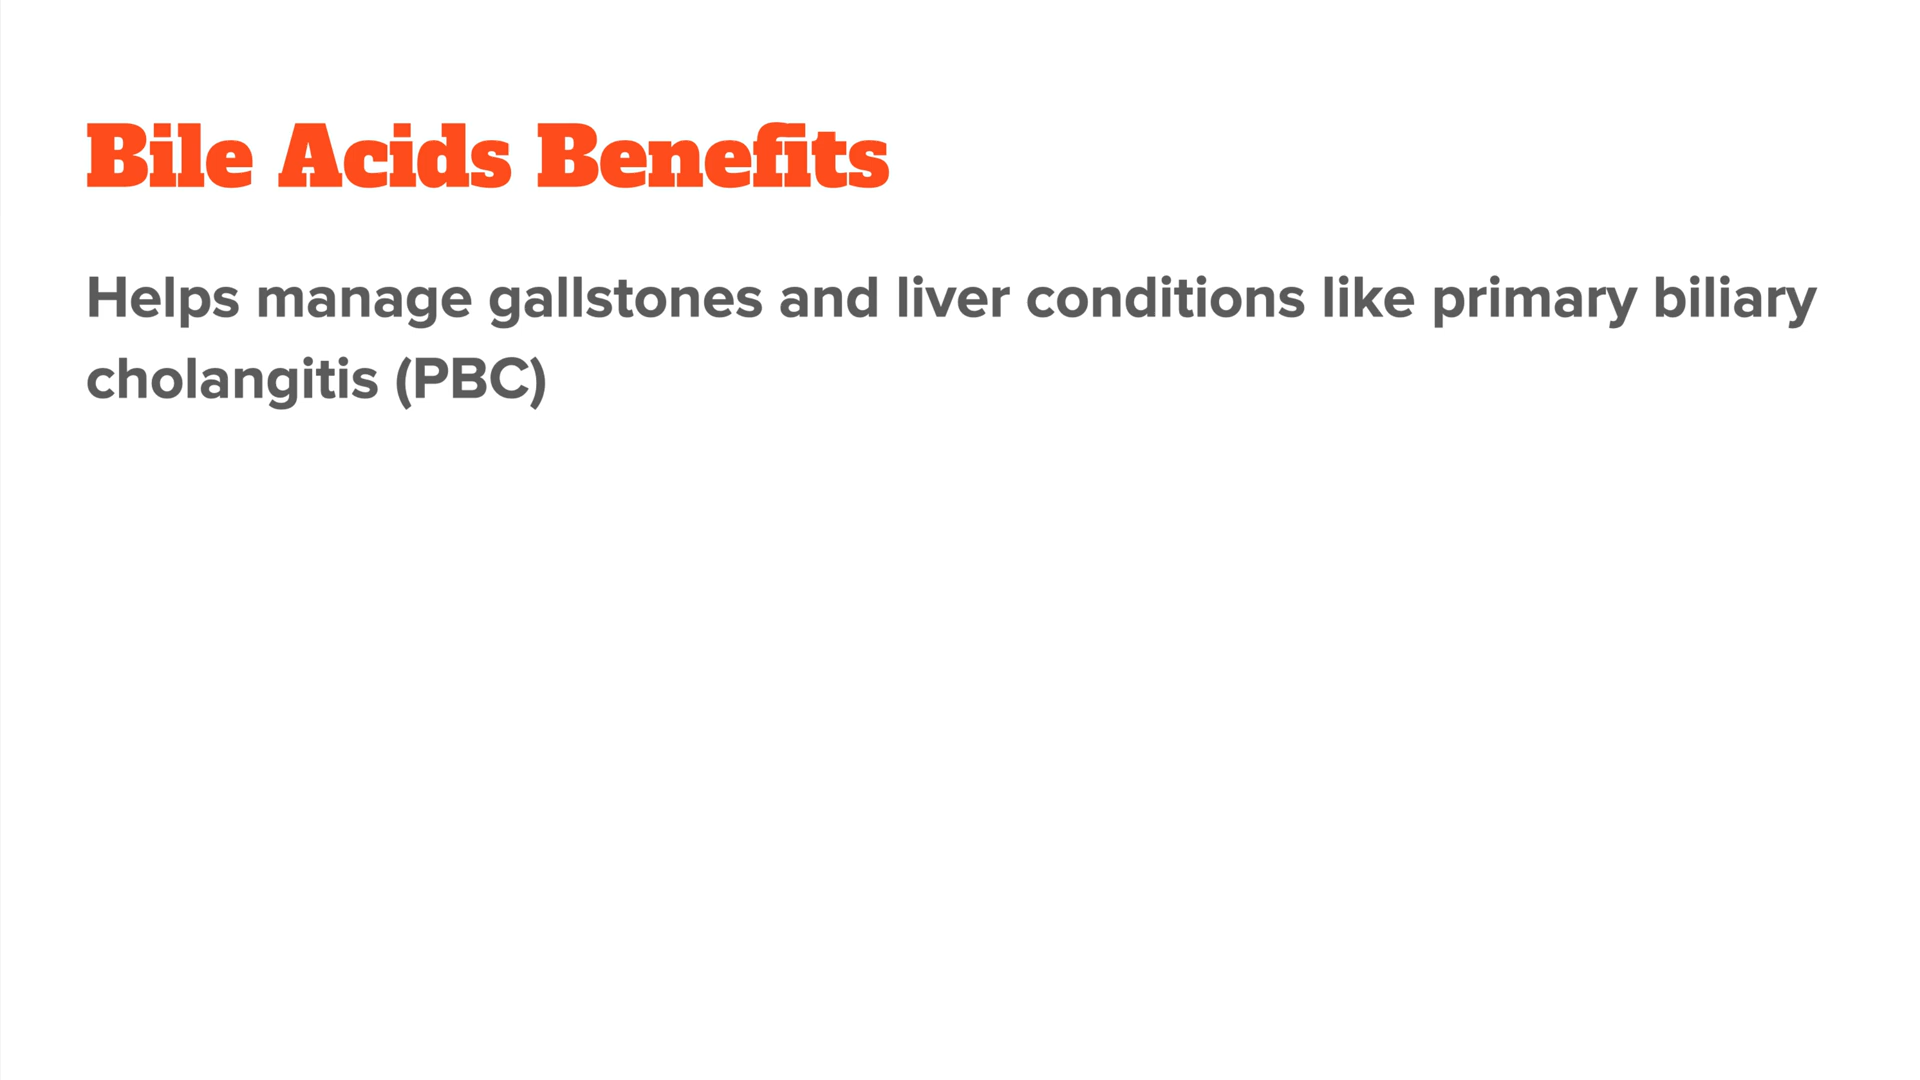 Bile Acids Benefits
Helps manage gallstones and liver conditions like primary biliary
cholangitis (PBC)